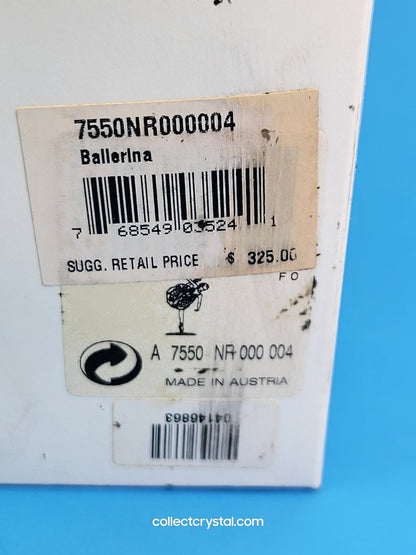 7550NR000004
Ballerina
7 68549 03524 1
SUGG. RETAIL PRICE $ 325.00
F O
A 7550 NR 000 004
MADE IN AUSTRIA
04146863
collectcrystal.com